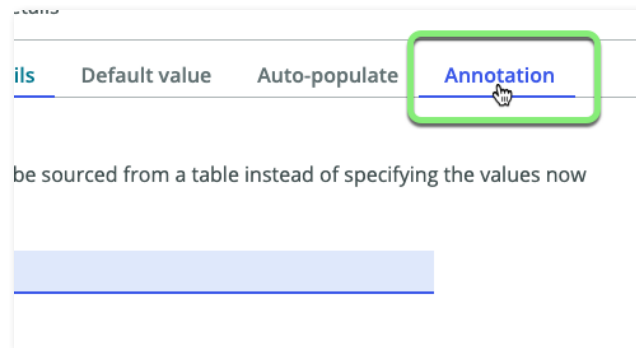 ils Default value Auto-populate Annotation
be sourced from a table instead of specifying the values now